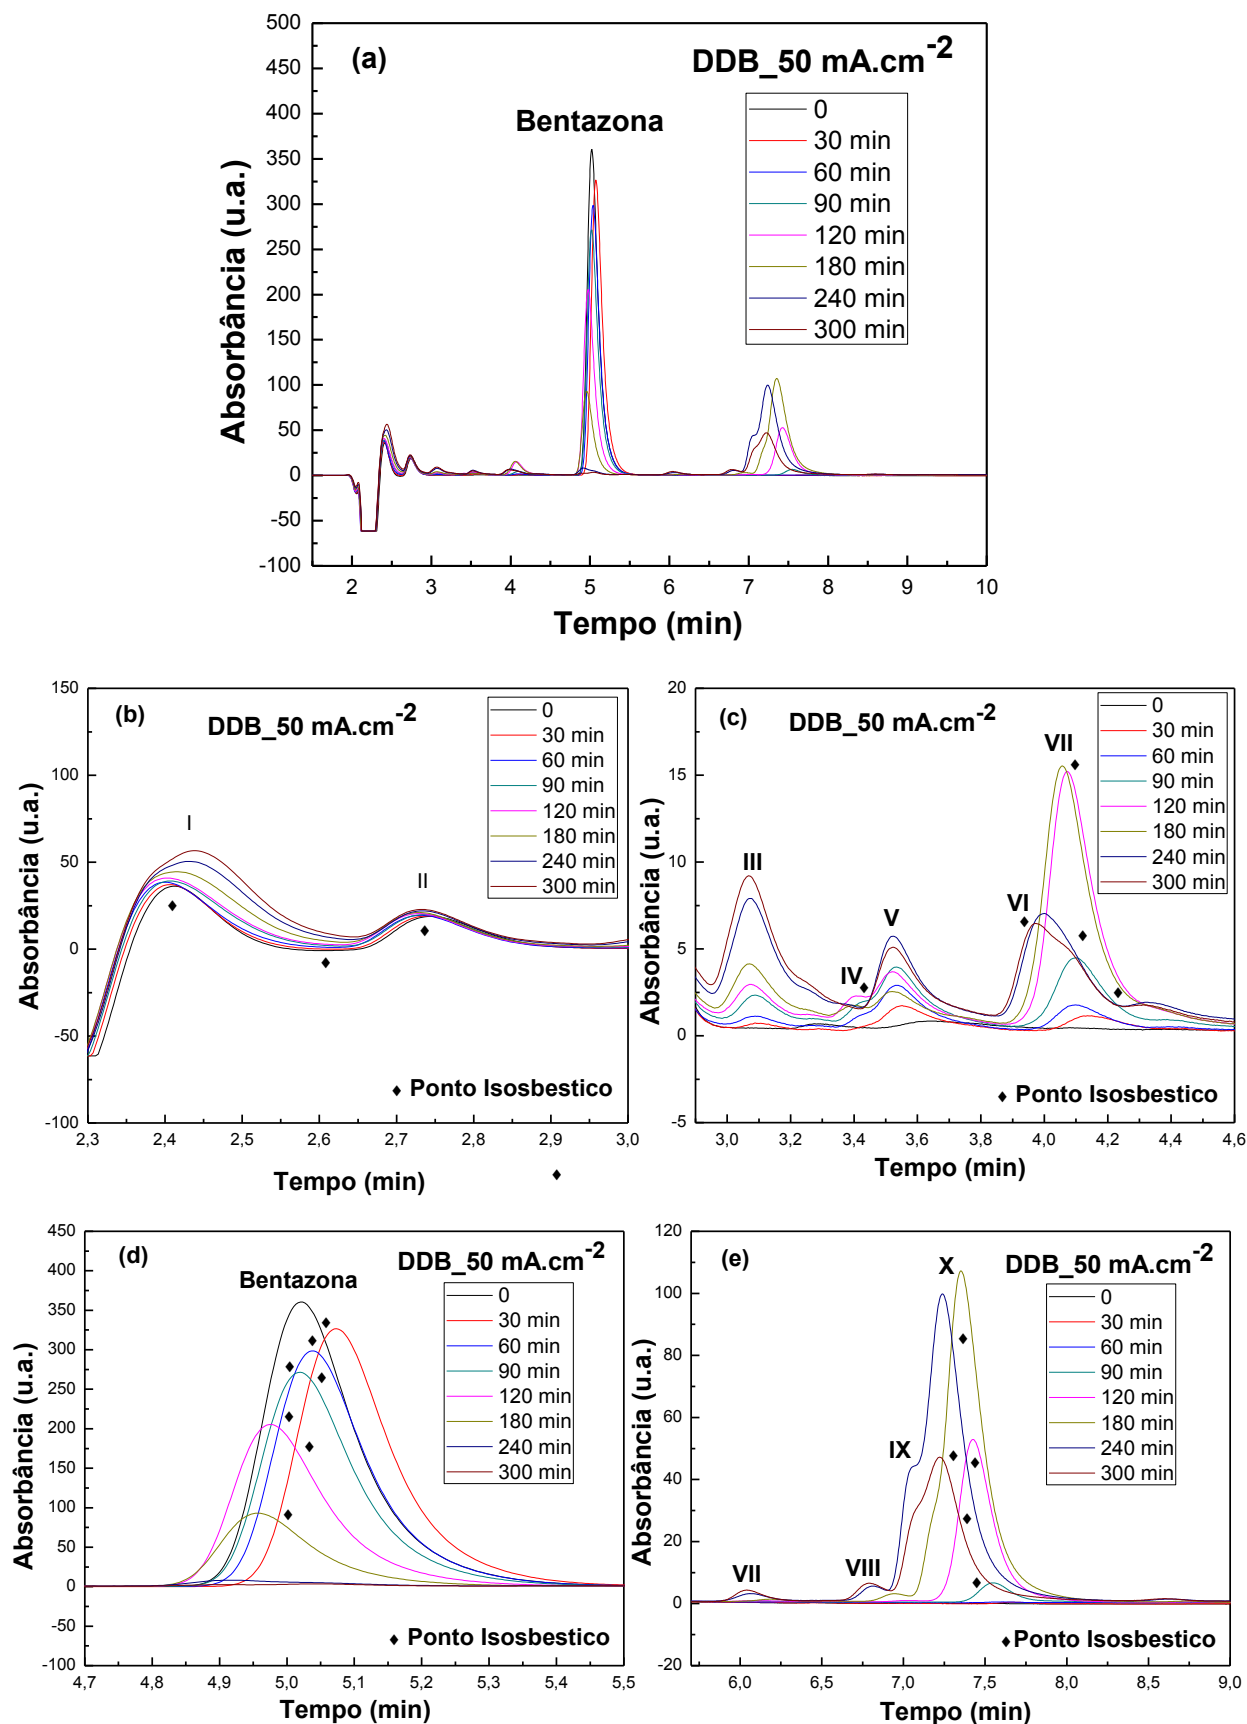 (a)
DDB_50 mA.cm-2
Bentazona
0
30 min
60 min
90 min
120 min
180 min
240 min
300 min
Absorbância (u.a.)
500
450
400
350
300
250
200
150
100
50
0
-50
-100
2 3 4 5 6 7 8 9 10
Tempo (min)
(b)
DDB_50 mA.cm-2
0
30 min
60 min
90 min
120 min
180 min
240 min
300 min
I
II
Absorbância (u.a.)
150
100
50
0
-50
-100
Ponto Isosbestico
2,3 2,4 2,5 2,6 2,7 2,8 2,9 3,0
Tempo (min)
(c)
DDB_50 mA.cm-2
0
30 min
60 min
90 min
120 min
180 min
240 min
300 min
III
IV
V
VI
VII
Absorbância (u.a.)
20
15
10
5
0
-5
Ponto Isosbestico
3,0 3,2 3,4 3,6 3,8 4,0 4,2 4,4 4,6
Tempo (min)
(d)
DDB_50 mA.cm-2
Bentazona
0
30 min
60 min
90 min
120 min
180 min
240 min
300 min
Absorbância (u.a.)
450
400
350
300
250
200
150
100
50
0
-50
-100
Ponto Isosbestico
4,7 4,8 4,9 5,0 5,1 5,2 5,3 5,4 5,5
Tempo (min)
(e)
DDB_50 mA.cm-2
X
0
30 min
60 min
90 min
120 min
180 min
240 min
300 min
IX
VII
VIII
Absorbância (u.a.)
120
100
80
60
40
20
0
-20
Ponto Isosbestico
6,0 6,5 7,0 7,5 8,0 8,5 9,0
Tempo (min)